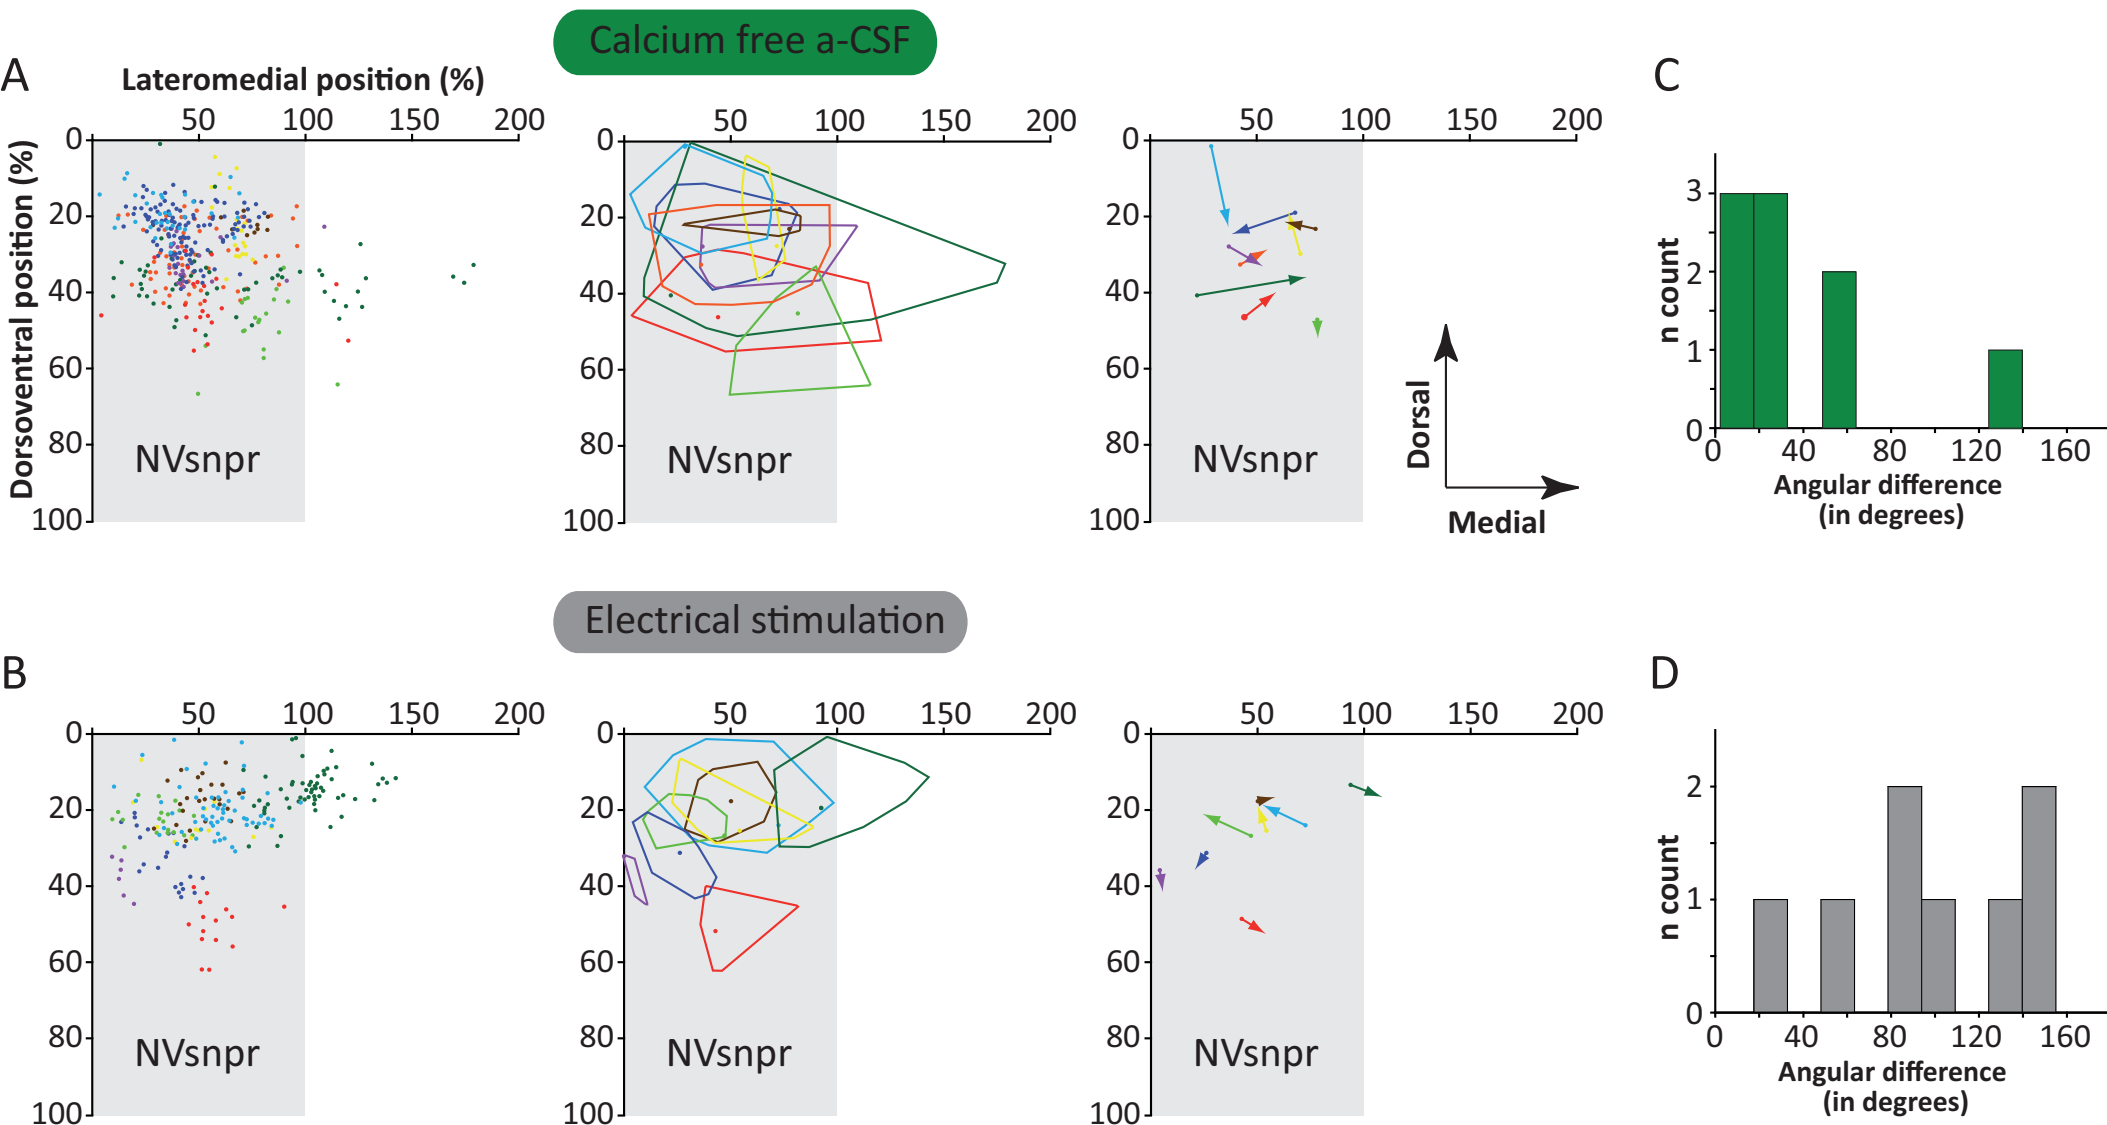 Calcium free a-CSF
A
Lateromedial position (%)
50 100 150 200
0
20
40
60
80
100
Dorsoventral position (%)
NVsnpr
50 100 150 200
0
20
40
60
80
100
NVsnpr
50 100 150 200
0
20
40
60
80
100
NVsnpr
Dorsal
Medial
C
3
2
1
0
n count
0 40 80 120 160
Angular difference
(in degrees)
Electrical stimulation
B
50 100 150 200
0
20
40
60
80
100
NVsnpr
50 100 150 200
0
20
40
60
80
100
NVsnpr
50 100 150 200
0
20
40
60
80
100
NVsnpr
D
2
1
0
n count
0 40 80 120 160
Angular difference
(in degrees)